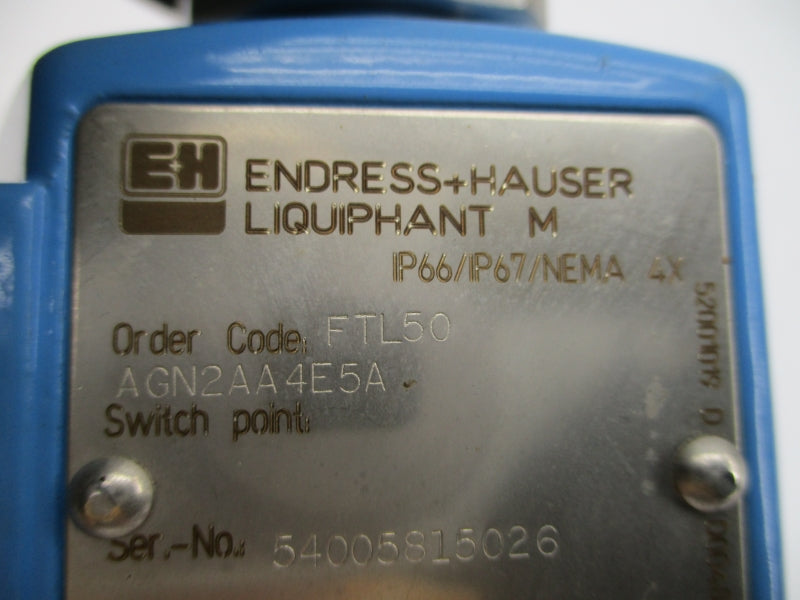 E+H
ENDRESS+HAUSER
LIQUIPHANT M
IP66/IP67/NEMA 4X
Order Code: FTL50
AGN2AA4E5A
Switch point:
Ser.-No.: 54005815026